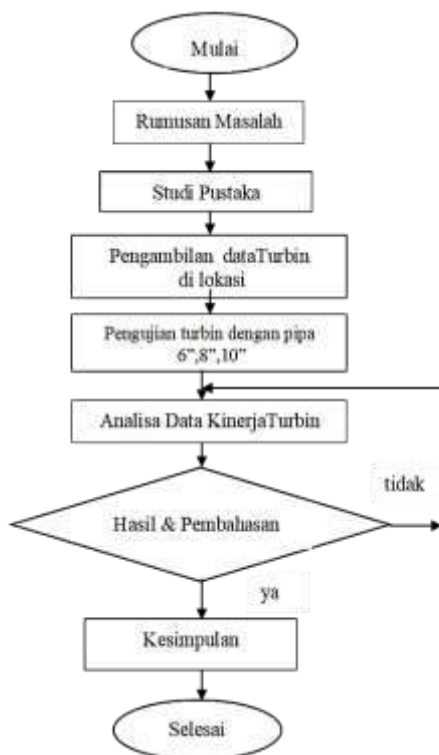 Mulai
Rumusan Masalah
Studi Pustaka
Pengambilan dataTurbin
di lokasi
Pengujian turbin dengan pipa
6”,8”,10”
Analisa Data KinerjaTurbin
tidak
Hasil & Pembahasan
ya
Kesimpulan
Selesai